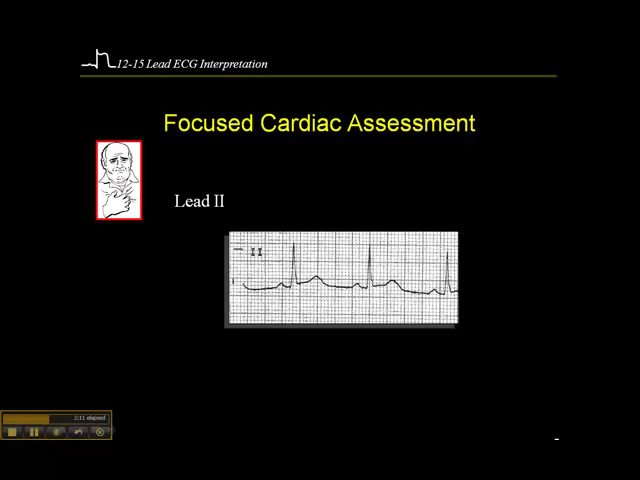 12-15 Lead ECG Interpretation
Focused Cardiac Assessment
Lead II
II
2:11 elapsed